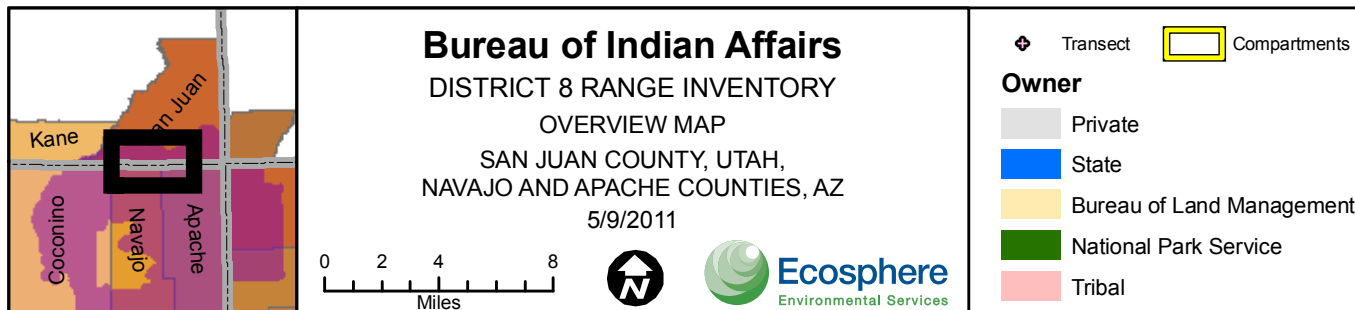 Kane
an Juan
Coconino
Navajo
Apache
Bureau of Indian Affairs
DISTRICT 8 RANGE INVENTORY
OVERVIEW MAP
SAN JUAN COUNTY, UTAH,
NAVAJO AND APACHE COUNTIES, AZ
5/9/2011
0 2 4 8
Miles
N
Ecosphere
Environmental Services
Transect
Compartments
Owner
Private
State
Bureau of Land Management
National Park Service
Tribal